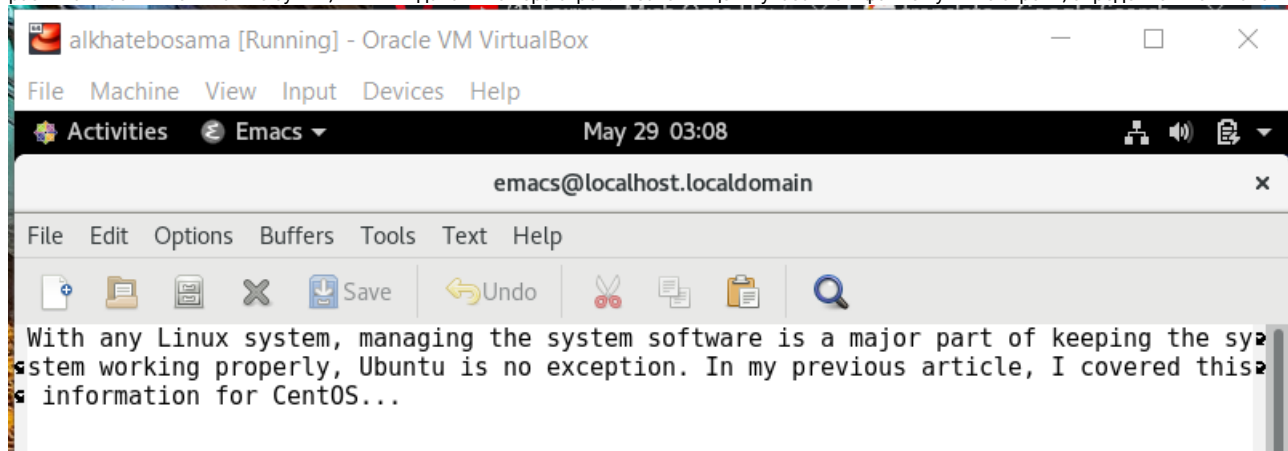 alkhatebosama [Running] - Oracle VM VirtualBox
File Machine View Input Devices Help
Activities Emacs May 29 03:08
emacs@localhost.localdomain
File Edit Options Buffers Tools Text Help
Save Undo
With any Linux system, managing the system software is a major part of keeping the sy
stem working properly, Ubuntu is no exception. In my previous article, I covered this
information for CentOS...